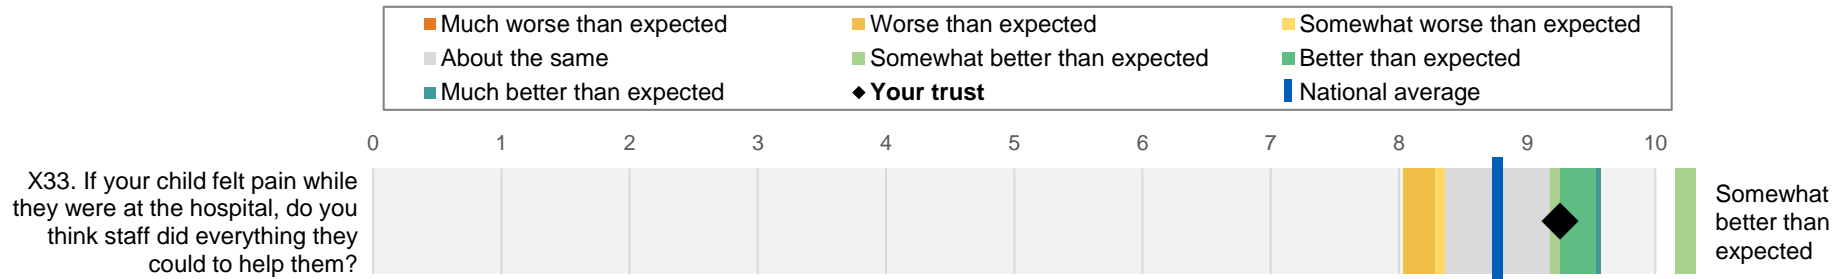 Much worse than expected
Worse than expected
Somewhat worse than expected
About the same
Somewhat better than expected
Better than expected
Much better than expected
Your trust
National average
0 1 2 3 4 5 6 7 8 9 10
X33. If your child felt pain while
they were at the hospital, do you
think staff did everything they
could to help them?
Somewhat
better than
expected